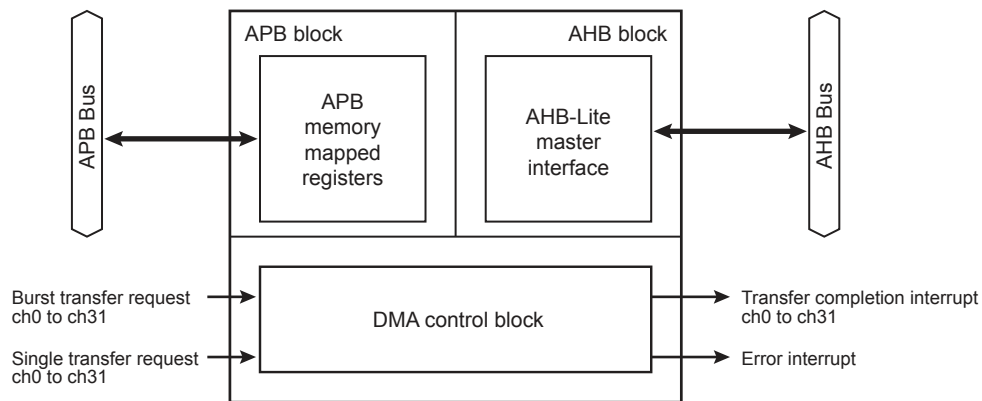 APB block
AHB block
APB Bus
APB
memory
mapped
registers
AHB-Lite
master
interface
AHB Bus
Burst transfer request
ch0 to ch31
Single transfer request
ch0 to ch31
DMA control block
Transfer completion interrupt
ch0 to ch31
Error interrupt